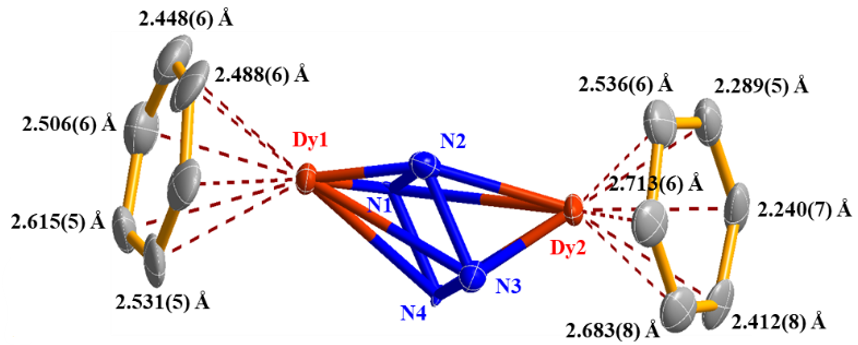 2.448(6) Å
2.488(6) Å
2.506(6) Å
2.615(5) Å
2.531(5) Å
Dy1
N2
N1
N4
N3
Dy2
2.536(6) Å
2.289(5) Å
2.713(6) Å
2.240(7) Å
2.683(8) Å
2.412(8) Å